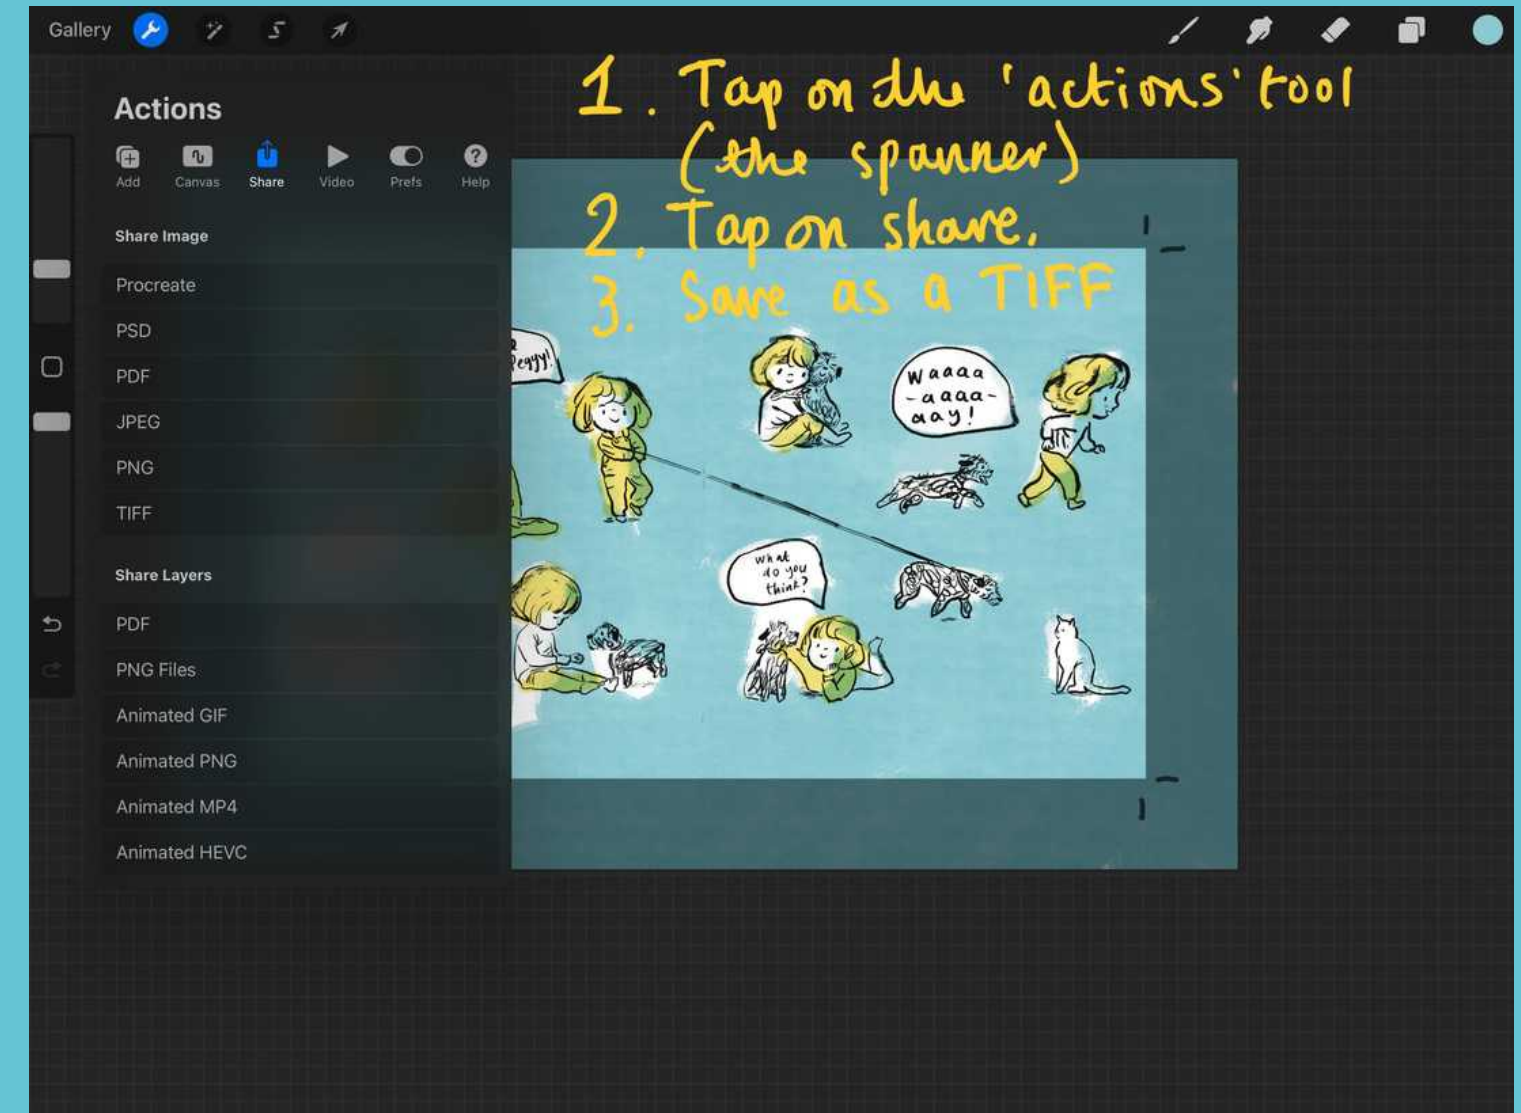 Gallery
Actions
Add Canvas Share Video Prefs Help
Share Image
Procreate
PSD
PDF
JPEG
PNG
TIFF
Share Layers
PDF
PNG Files
Animated GIF
Animated PNG
Animated MP4
Animated HEVC
1. Tap on the 'actions' tool
(the spanner)
2. Tap on share.
3. Save as a TIFF
Peggy!
Waaaa
-aaaa-
aay!
What
do you
think?